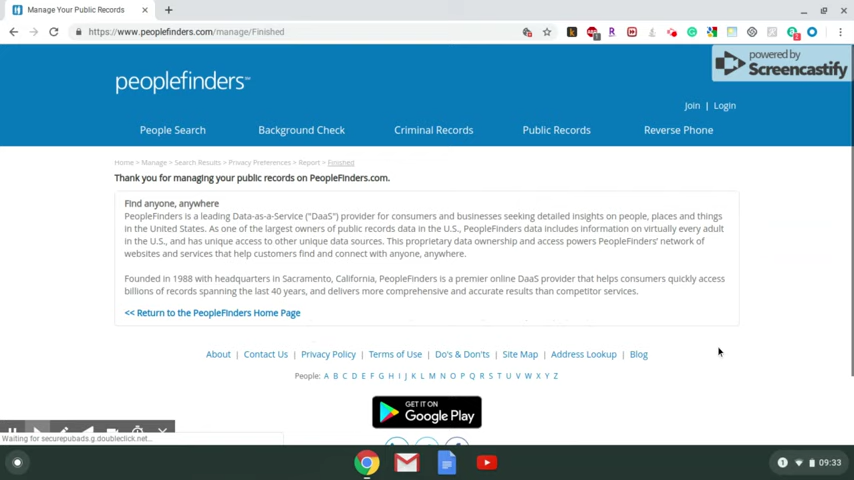 Manage Your Public Records
https://www.peoplefinders.com/manage/Finished
powered by
Screencastify
peoplefinders™
Join | Login
People Search Background Check Criminal Records Public Records Reverse Phone
Home > Manage > Search Results > Privacy Preferences > Report > Finished
Thank you for managing your public records on PeopleFinders.com.
Find anyone, anywhere
PeopleFinders is a leading Data-as-a-Service ("DaaS") provider for consumers and businesses seeking detailed insights on people, places and things
in the United States. As one of the largest owners of public records data in the U.S., PeopleFinders data includes information on virtually every adult
in the U.S., and has unique access to other unique data sources. This proprietary data ownership and access powers PeopleFinders' network of
websites and services that help customers find and connect with anyone, anywhere.
Founded in 1988 with headquarters in Sacramento, California, PeopleFinders is a premier online DaaS provider that helps consumers quickly access
billions of records spanning the last 40 years, and delivers more comprehensive and accurate results than competitor services.
<< Return to the PeopleFinders Home Page
About | Contact Us | Privacy Policy | Terms of Use | Do's & Don'ts | Site Map | Address Lookup | Blog
People: A B C D E F G H I J K L M N O P Q R S T U V W X Y Z
GET IT ON
Google Play
Waiting for securepubads.g.doubleclick.net...
1 09:33